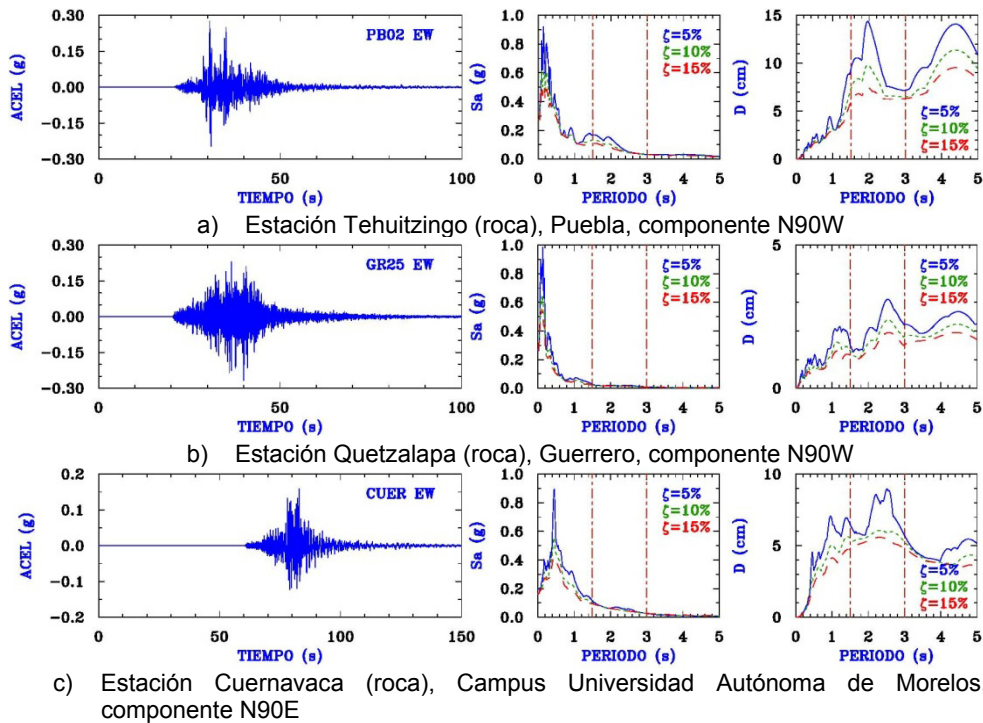 ACEL (g)
0.30
0.15
0.00
−0.15
−0.30
PB02 EW
0 50 100
TIEMPO (s)
Sa (g)
1.0
0.8
0.6
0.4
0.2
0.0
ζ=5%
ζ=10%
ζ=15%
0 1 2 3 4 5
PERIODO (s)
D (cm)
15
10
5
0
ζ=5%
ζ=10%
ζ=15%
0 1 2 3 4 5
PERIODO (s)
a) Estación Tehuitzingo (roca), Puebla, componente N90W
ACEL (g)
0.30
0.15
0.00
−0.15
−0.30
GR25 EW
0 50 100
TIEMPO (s)
Sa (g)
1.0
0.8
0.6
0.4
0.2
0.0
ζ=5%
ζ=10%
ζ=15%
0 1 2 3 4 5
PERIODO (s)
D (cm)
5
0
ζ=5%
ζ=10%
ζ=15%
0 1 2 3 4 5
PERIODO (s)
b) Estación Quetzalapa (roca), Guerrero, componente N90W
ACEL (g)
0.2
0.1
0.0
−0.1
−0.2
CUER EW
0 50 100 150
TIEMPO (s)
Sa (g)
1.0
0.8
0.6
0.4
0.2
0.0
ζ=5%
ζ=10%
ζ=15%
0 1 2 3 4 5
PERIODO (s)
D (cm)
10
5
0
ζ=5%
ζ=10%
ζ=15%
0 1 2 3 4 5
PERIODO (s)
c) Estación Cuernavaca (roca), Campus Universidad Autónoma de Morelos
componente N90E